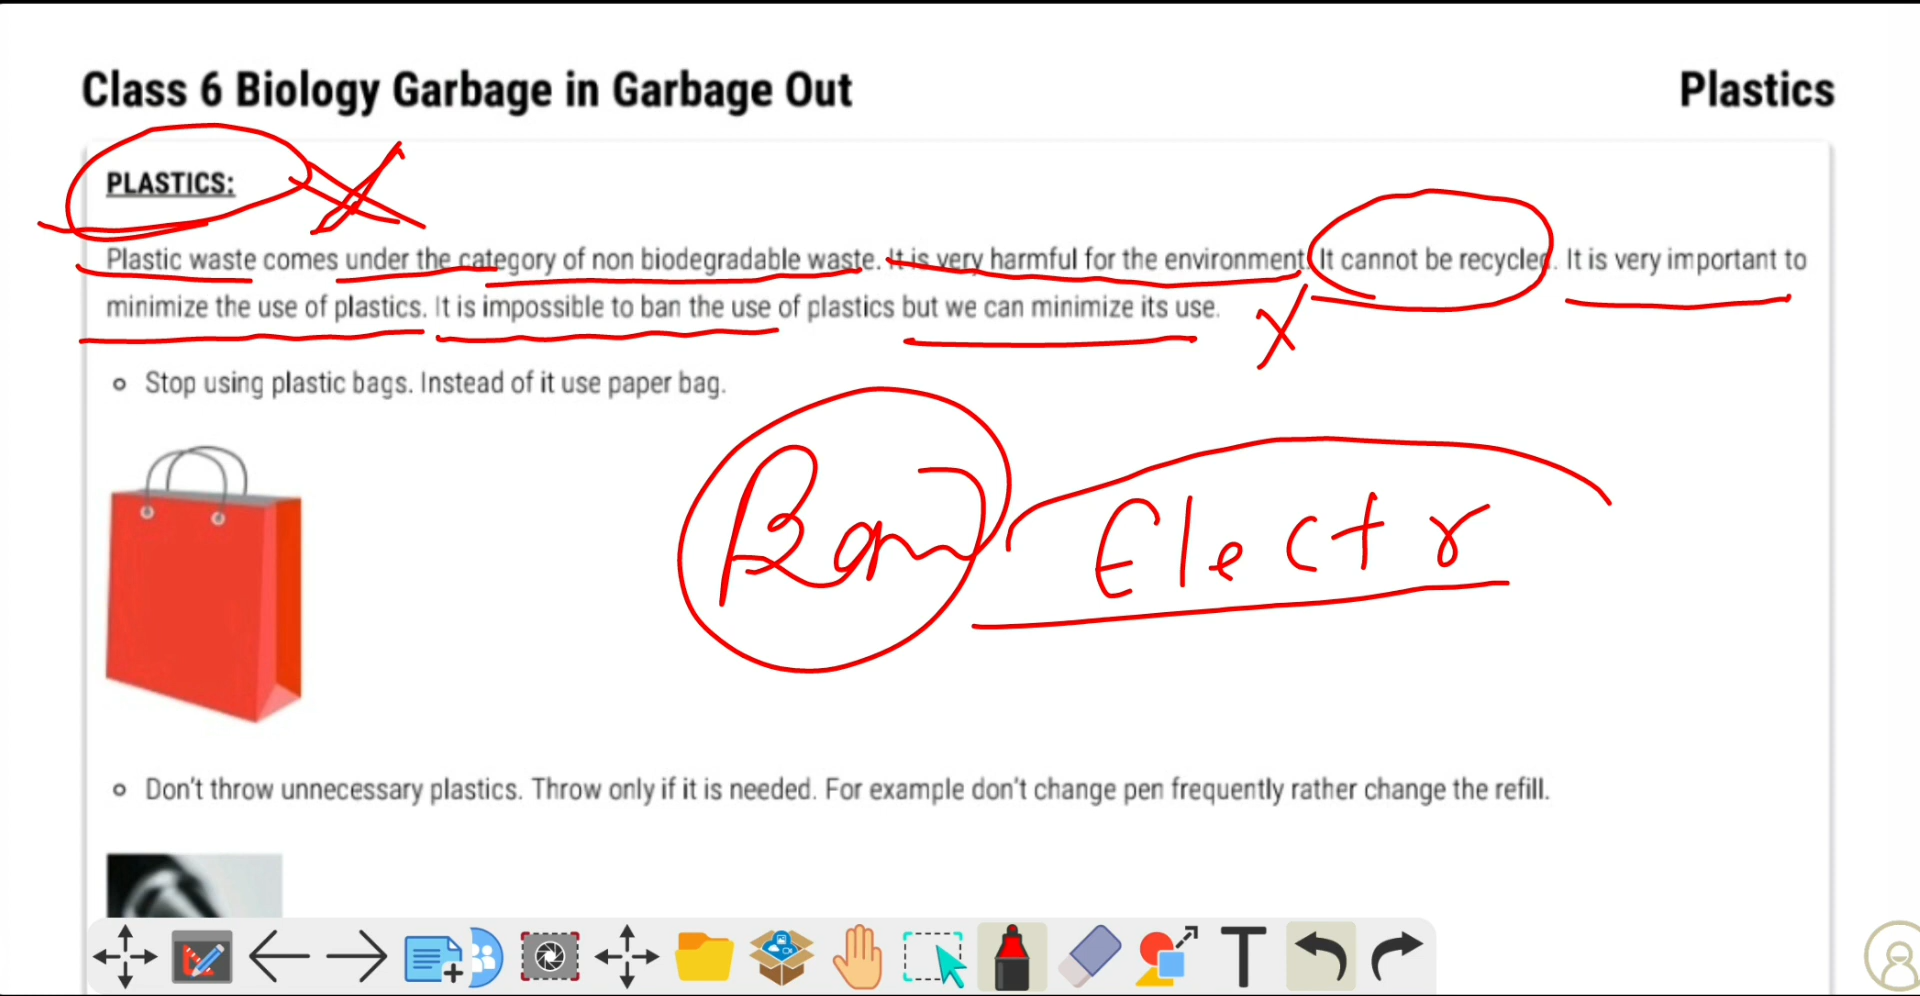 Class 6 Biology Garbage in Garbage Out
Plastics
PLASTICS:
Plastic waste comes under the category of non biodegradable waste. It is very harmful for the environment. It cannot be recycled. It is very important to
minimize the use of plastics. It is impossible to ban the use of plastics but we can minimize its use.
Stop using plastic bags. Instead of it use paper bag.
Ban Electr
Don't throw unnecessary plastics. Throw only if it is needed. For example don't change pen frequently rather change the refill.